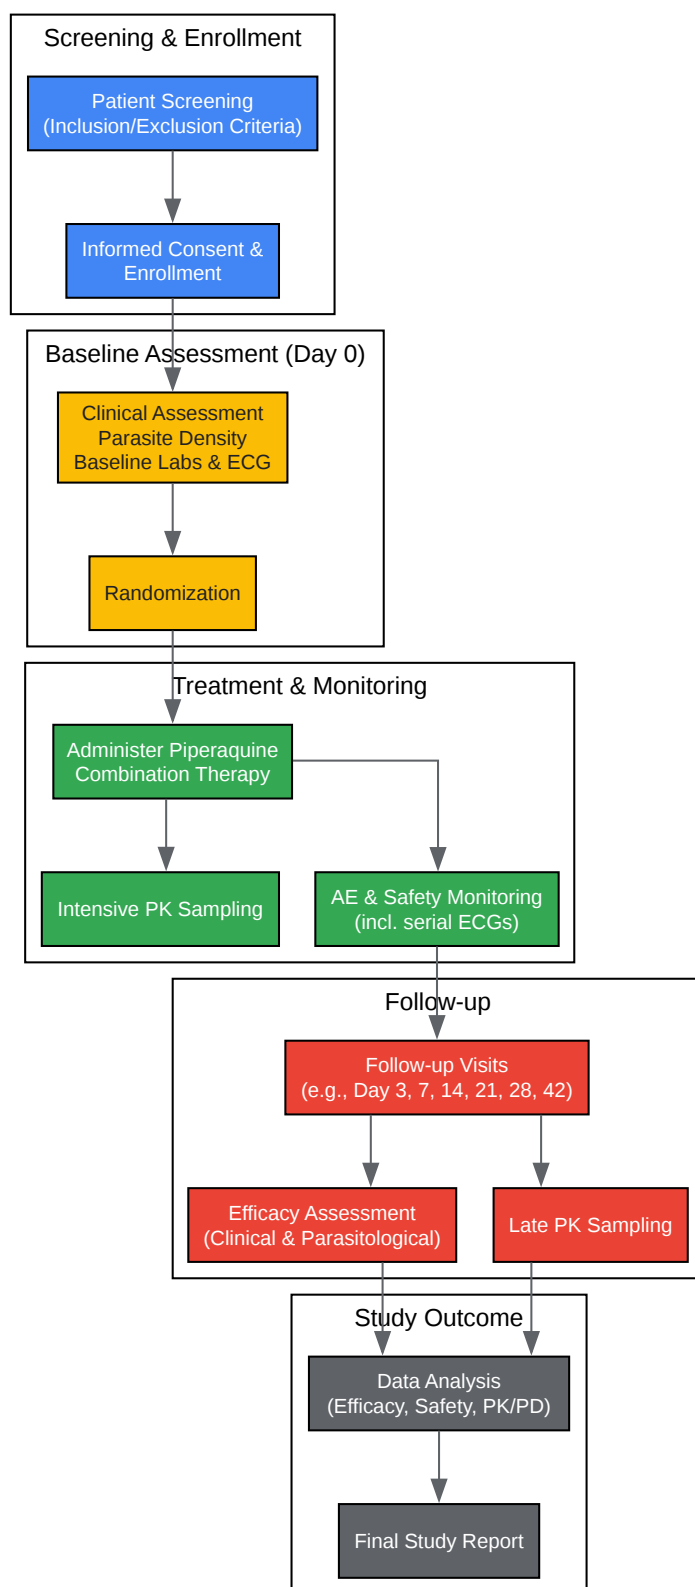 Screening & Enrollment
Patient Screening
(Inclusion/Exclusion Criteria)
Informed Consent &
Enrollment
Baseline Assessment (Day 0)
Clinical Assessment
Parasite Density
Baseline Labs & ECG
Randomization
Treatment & Monitoring
Administer Piperaquine
Combination Therapy
Intensive PK Sampling
AE & Safety Monitoring
(incl. serial ECGs)
Follow-up
Follow-up Visits
(e.g., Day 3, 7, 14, 21, 28, 42)
Efficacy Assessment
(Clinical & Parasitological)
Late PK Sampling
Study Outcome
Data Analysis
(Efficacy, Safety, PK/PD)
Final Study Report